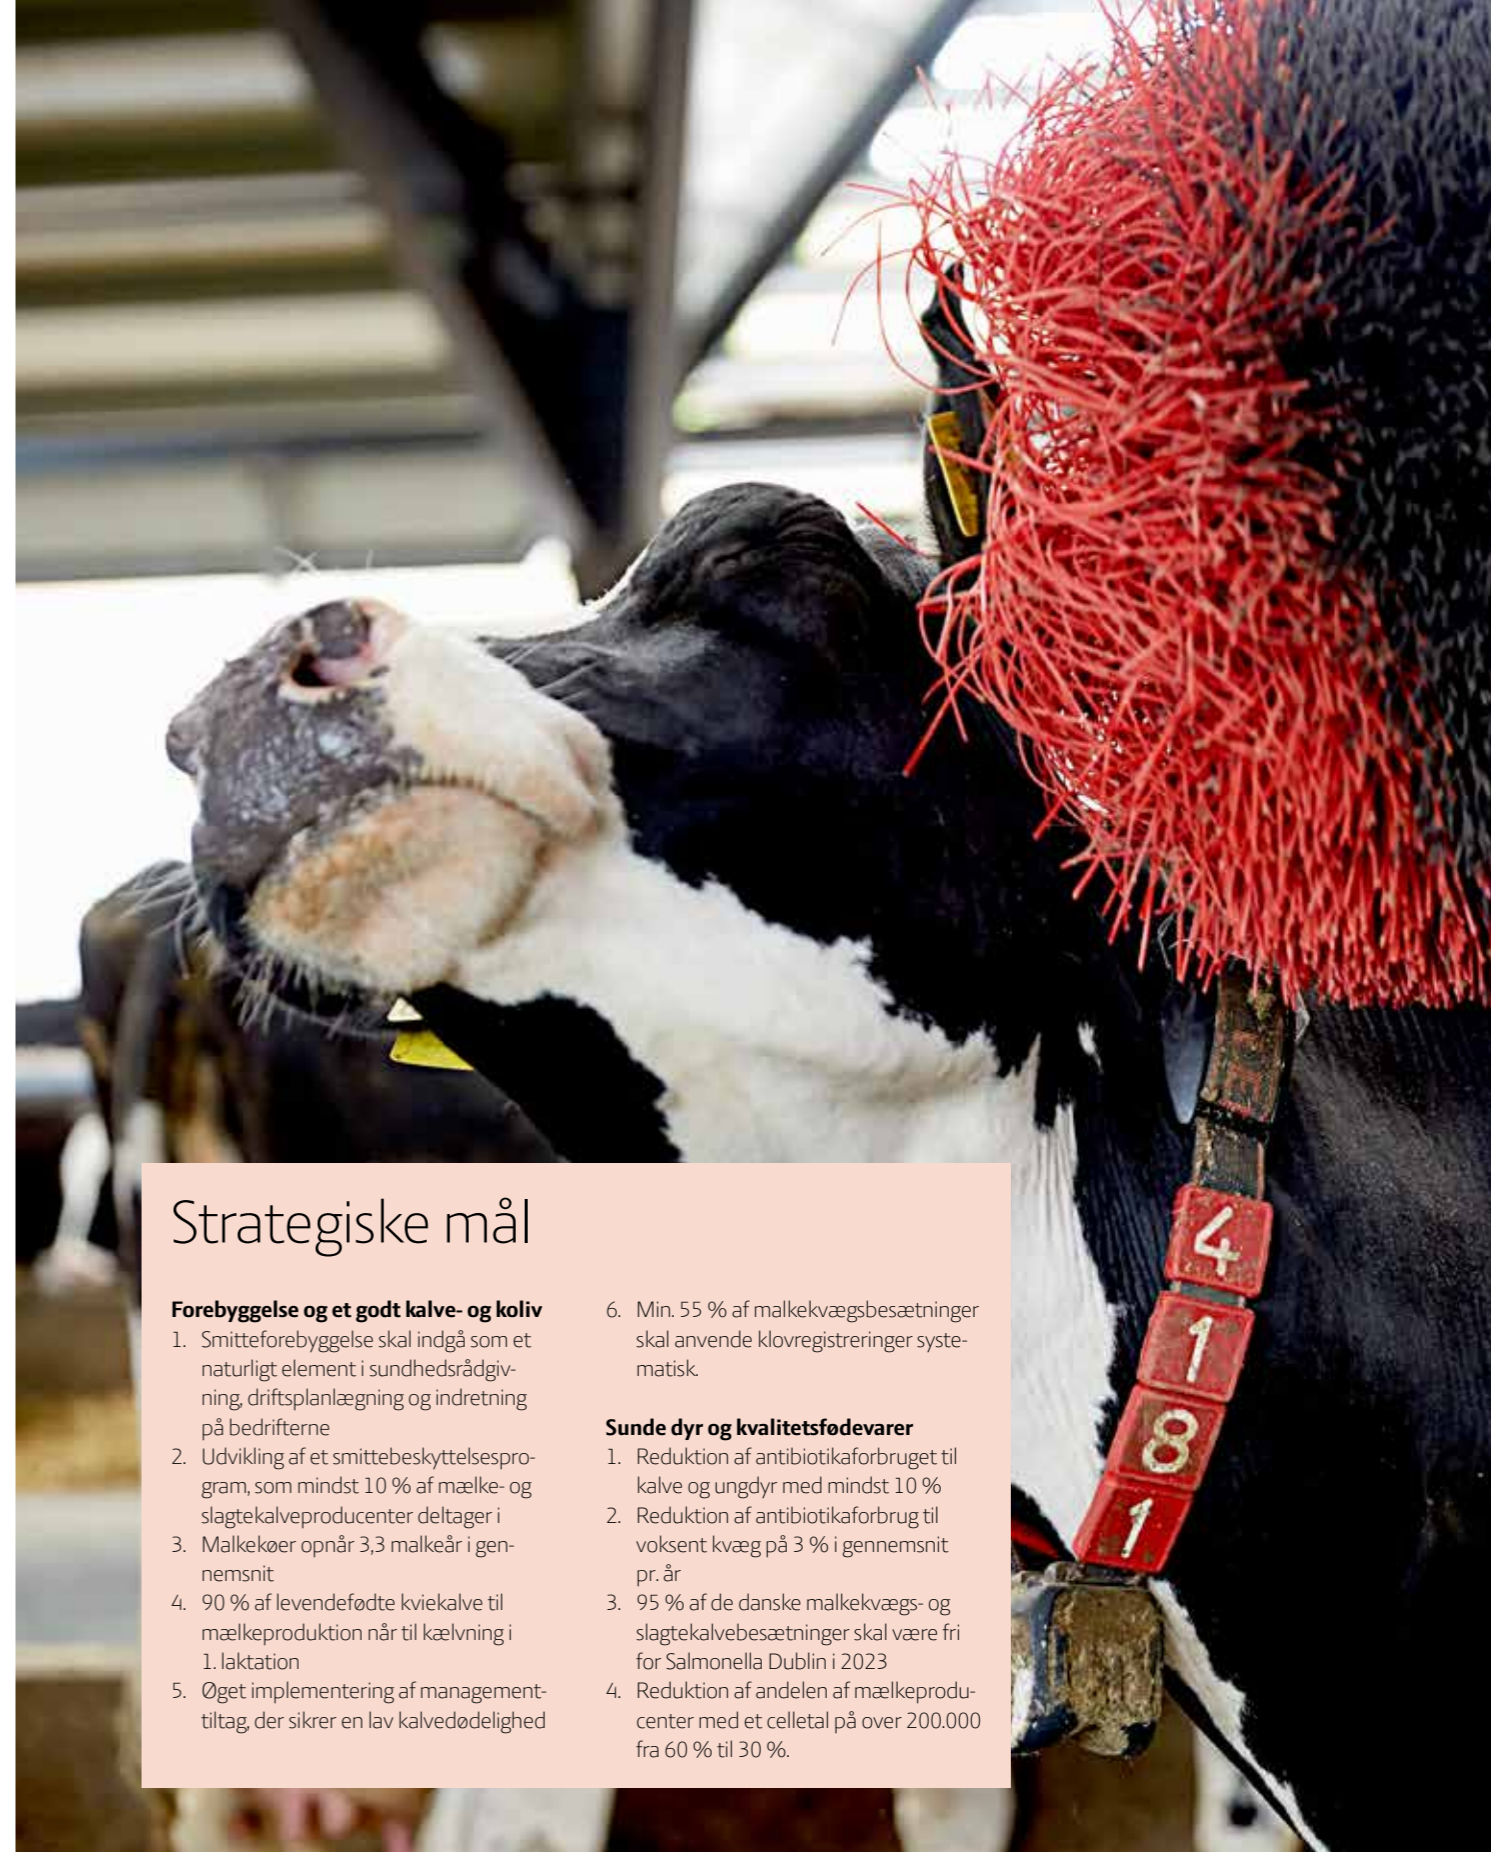 Strategiske mål
Forebyggelse og et godt kalve- og koliv
1. Smitteforebyggelse skal indgå som et
naturligt element i sundhedsrådgiv-
ning, driftsplanlægning og indretning
på bedrifterne
2. Udvikling af et smittebeskyttelsespro-
gram, som mindst 10 % af mælke- og
slagtekalveproducenter deltager i
3. Malkekøer opnår 3,3 malkeår i gen-
nemsnit
4. 90 % af levendefødte kviekalve til
mælkeproduktion når til kælvning i
1. laktation
5. Øget implementering af management-
tiltag, der sikrer en lav kalvedødelighed
6. Min. 55 % af malkekvægsbesætninger
skal anvende klovregistreringer syste-
matisk.
Sunde dyr og kvalitetsfødevarer
1. Reduktion af antibiotikaforbruget til
kalve og ungdyr med mindst 10 %
2. Reduktion af antibiotikaforbrug til
voksent kvæg på 3 % i gennemsnit
pr. år
3. 95 % af de danske malkekvægs- og
slagtekalvebesætninger skal være fri
for Salmonella Dublin i 2023
4. Reduktion af andelen af mælkeprodu-
center med et celletal på over 200.000
fra 60 % til 30 %.
4
1
8
1